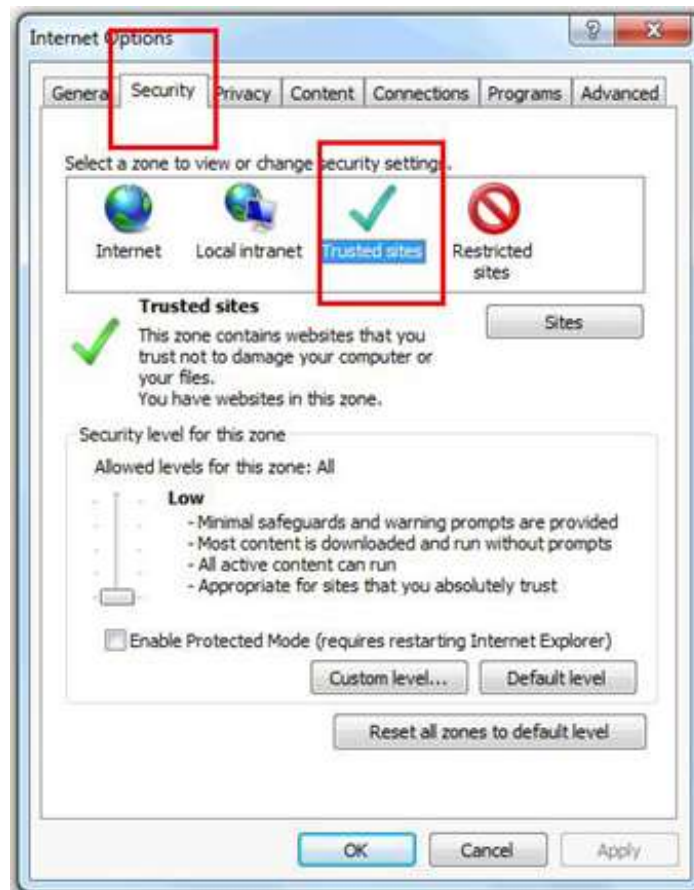 Internet Options
General Security Privacy Content Connections Programs Advanced
Select a zone to view or change security settings.
Internet Local intranet Trusted sites Restricted
sites
Trusted sites
Sites
This zone contains websites that you
trust not to damage your computer or
your files.
You have websites in this zone.
Security level for this zone
Allowed levels for this zone: All
Low
- Minimal safeguards and warning prompts are provided
- Most content is downloaded and run without prompts
- All active content can run
- Appropriate for sites that you absolutely trust
Enable Protected Mode (requires restarting Internet Explorer)
Custom level... Default level
Reset all zones to default level
OK Cancel Apply